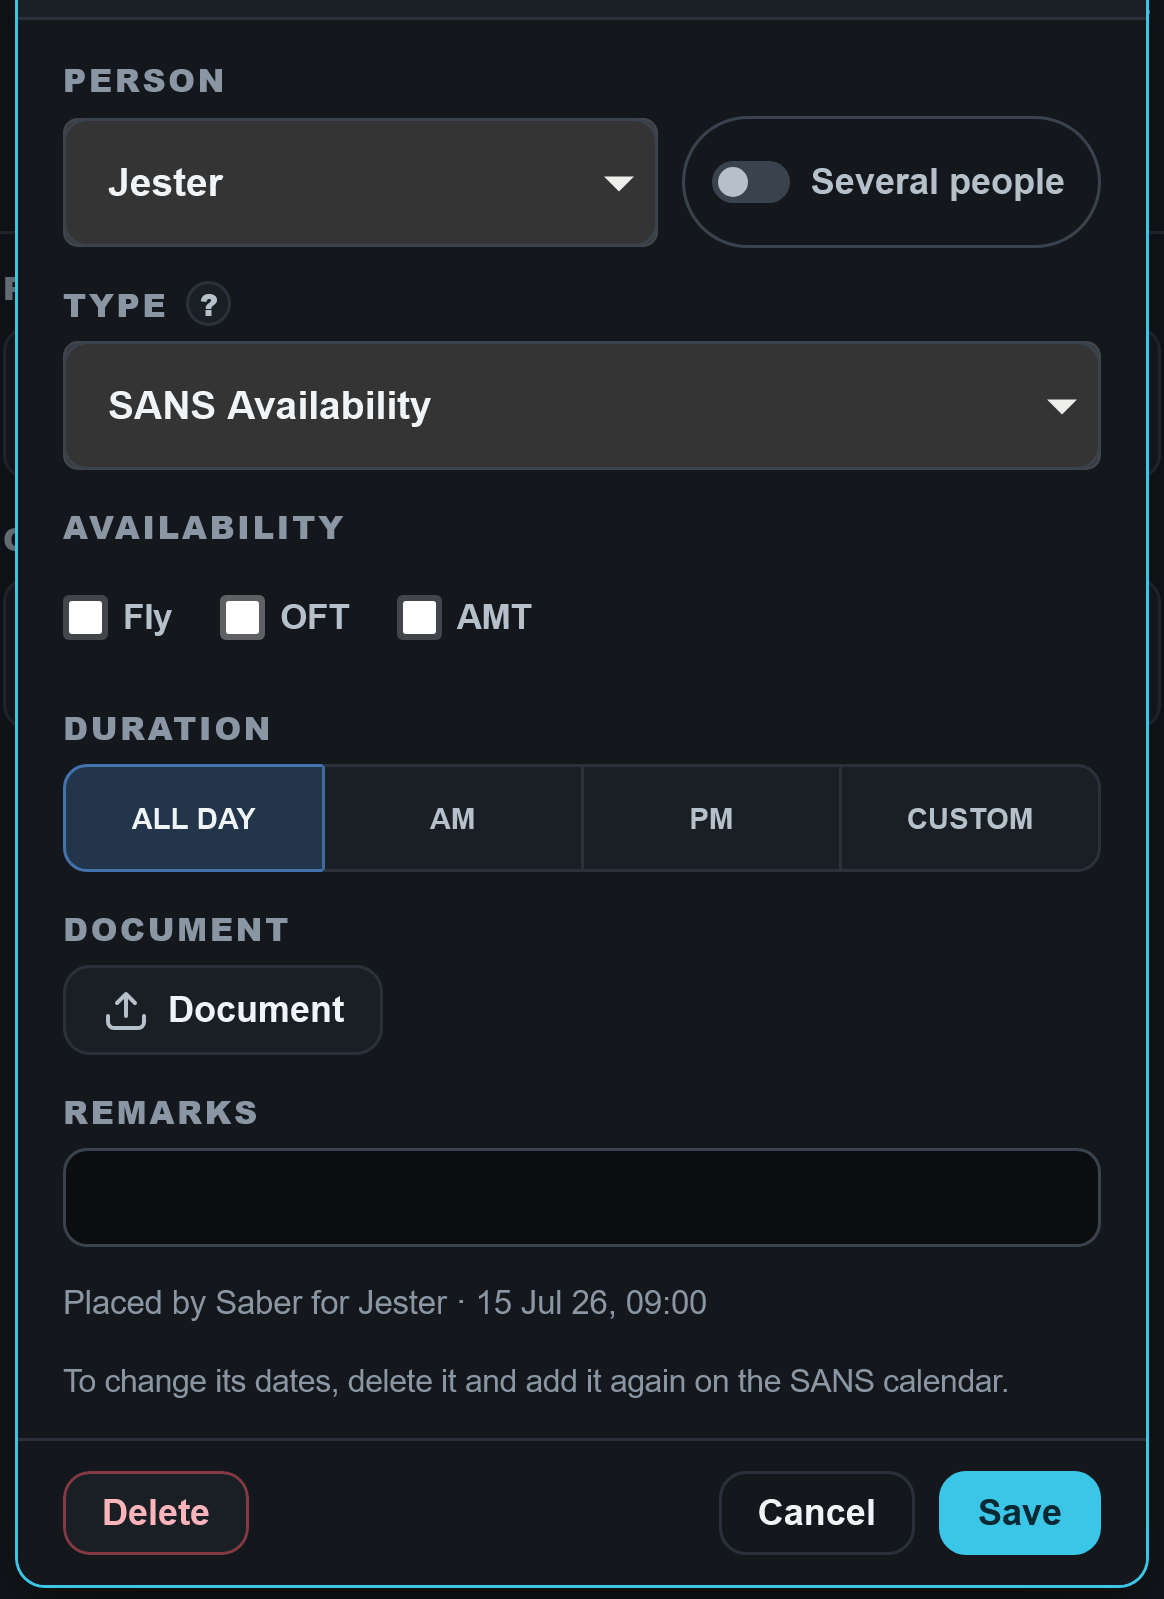 PERSON
Jester
Several people
TYPE ?
SANS Availability
AVAILABILITY
Fly OFT AMT
DURATION
ALL DAY AM PM CUSTOM
DOCUMENT
Document
REMARKS
Placed by Saber for Jester · 15 Jul 26, 09:00
To change its dates, delete it and add it again on the SANS calendar.
Delete Cancel Save